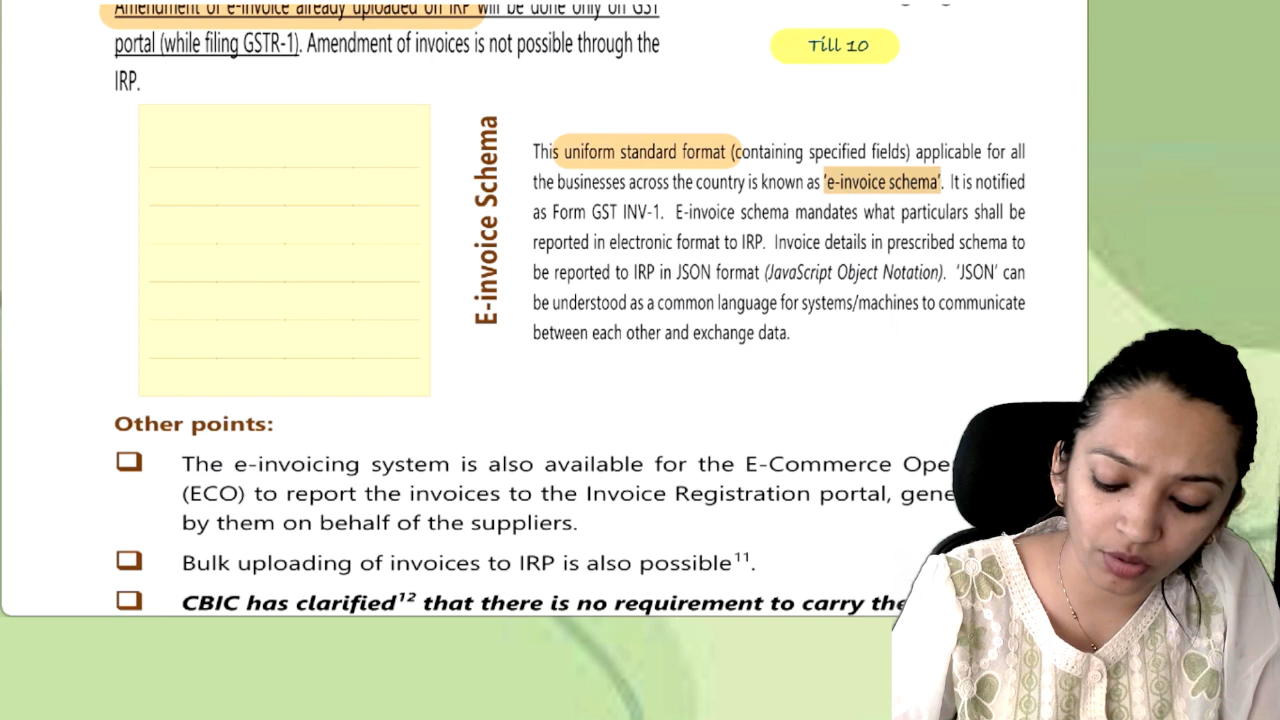 Amendment of e-invoice already uploaded on IRP will be done only on GST
portal (while filing GSTR-1). Amendment of invoices is not possible through the
IRP.
Till 10
E-invoice Schema
This uniform standard format (containing specified fields) applicable for all
the businesses across the country is known as 'e-invoice schema'. It is notified
as Form GST INV-1. E-invoice schema mandates what particulars shall be
reported in electronic format to IRP. Invoice details in prescribed schema to
be reported to IRP in JSON format (JavaScript Object Notation). 'JSON' can
be understood as a common language for systems/machines to communicate
between each other and exchange data.
Other points:
The e-invoicing system is also available for the E-Commerce Ope
(ECO) to report the invoices to the Invoice Registration portal, gene
by them on behalf of the suppliers.
Bulk uploading of invoices to IRP is also possible¹¹.
CBIC has clarified¹² that there is no requirement to carry the